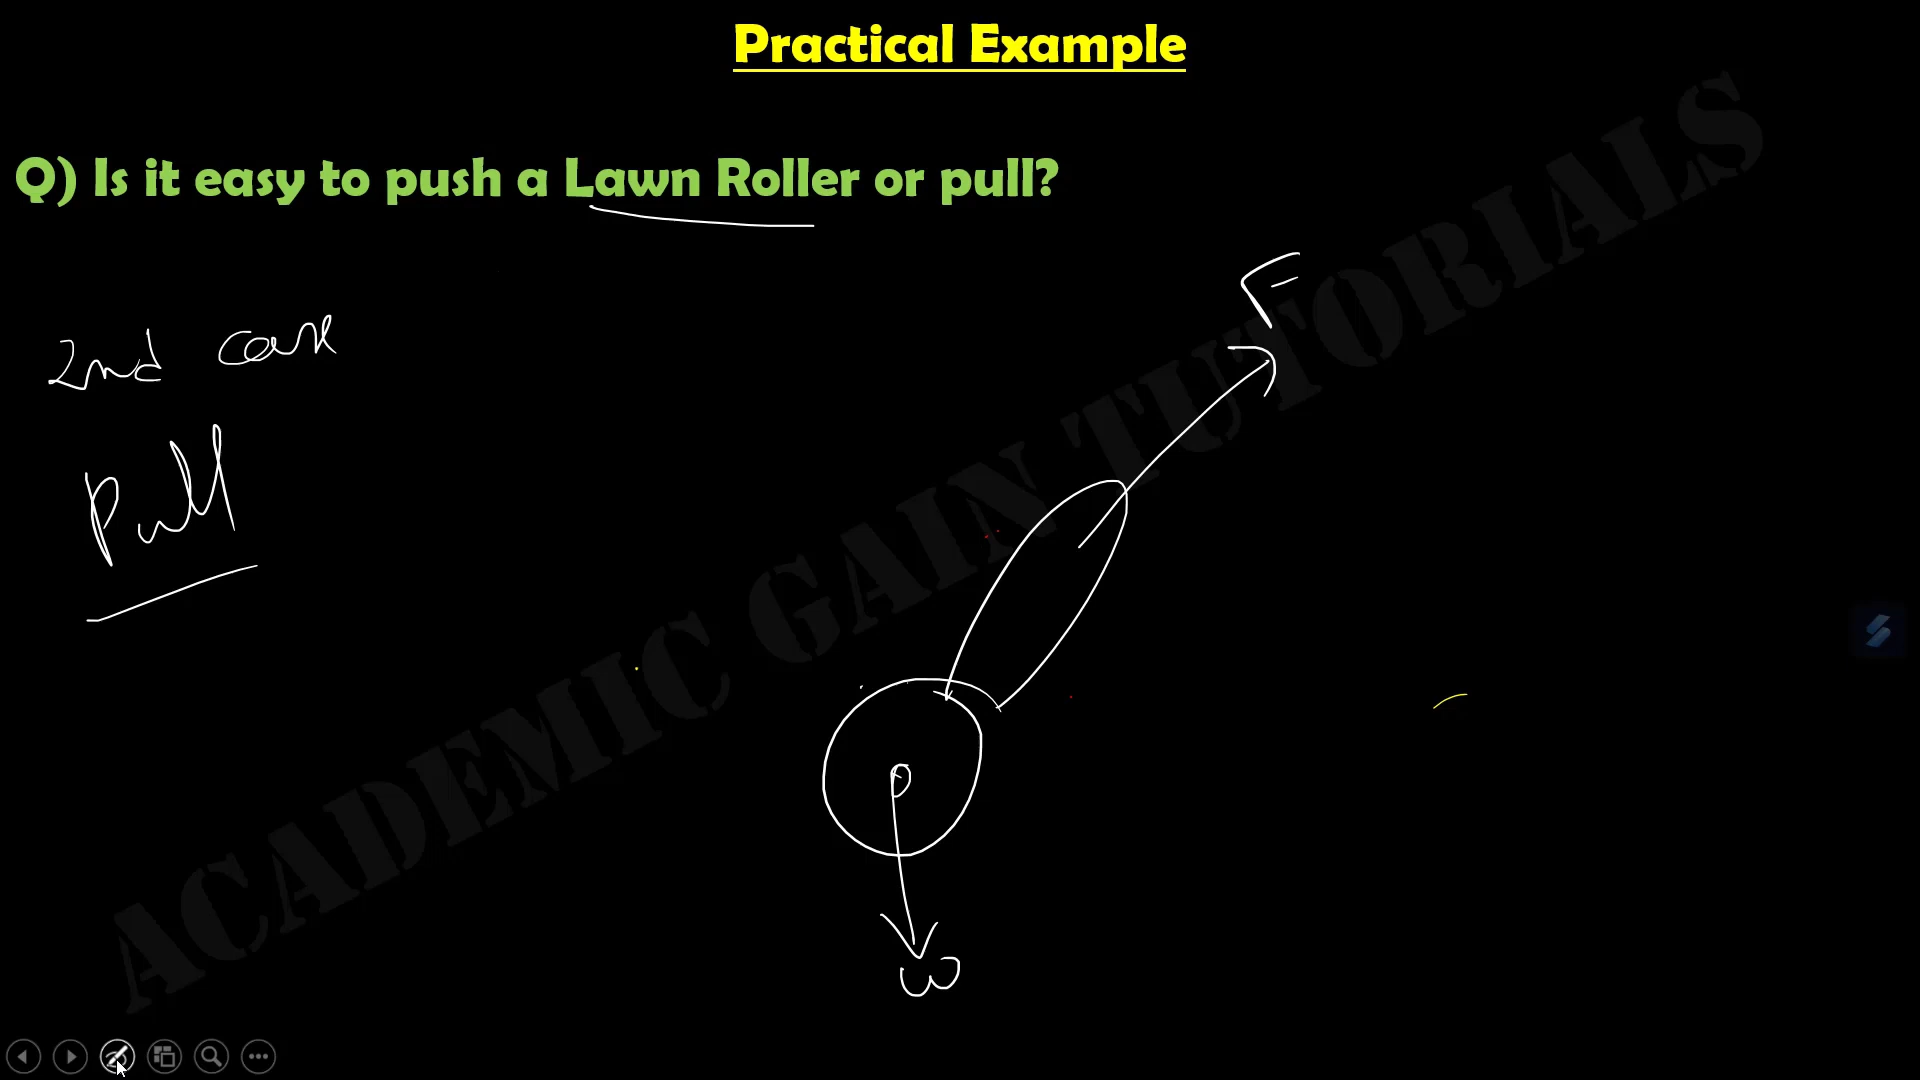 Practical Example
Q) Is it easy to push a Lawn Roller or pull?
F
2nd case
Pull
W
ACADEMIC GAIN TUTORIALS